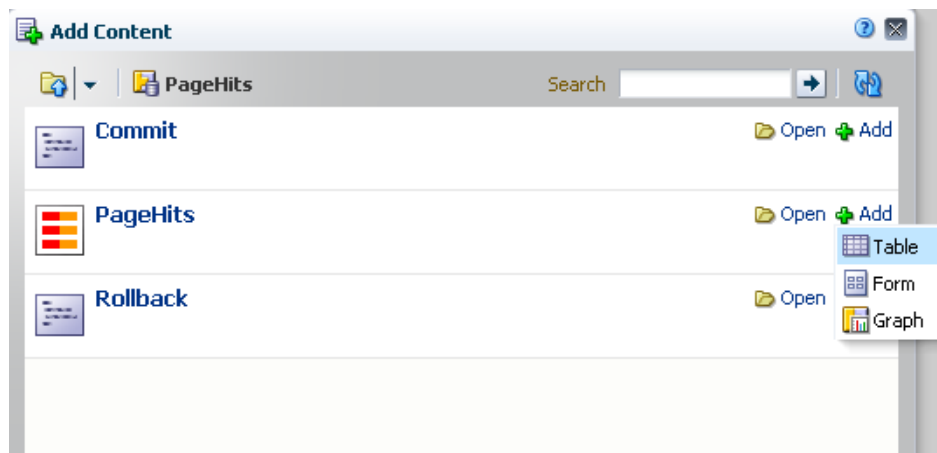 Add Content
PageHits Search
Commit Open Add
PageHits Open Add
Table
Form
Rollback Open
Graph